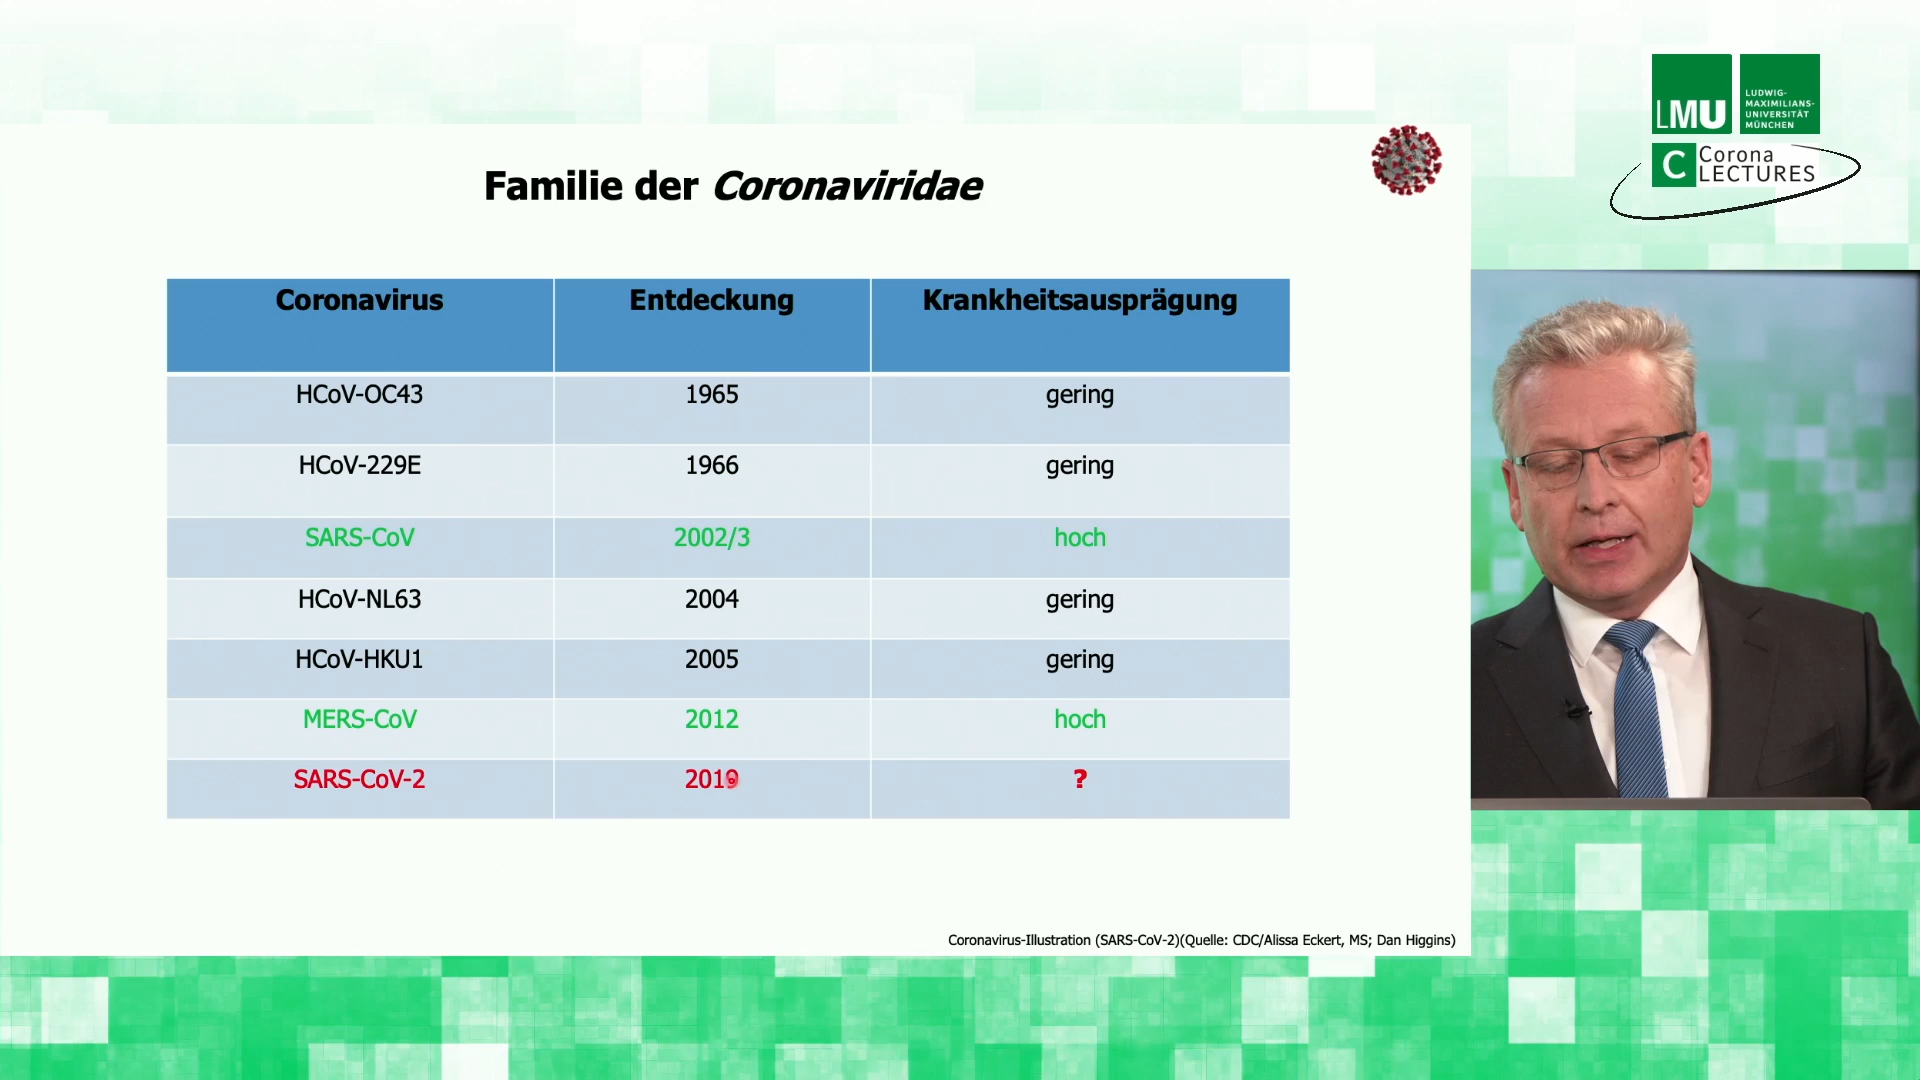 LMU
LUDWIG-
MAXIMILIANS-
UNIVERSITÄT
MÜNCHEN
C Corona
LECTURES
Familie der Coronaviridae
Coronavirus Entdeckung Krankheitsausprägung
HCoV-OC43 1965 gering
HCoV-229E 1966 gering
SARS-CoV 2002/3 hoch
HCoV-NL63 2004 gering
HCoV-HKU1 2005 gering
MERS-CoV 2012 hoch
SARS-CoV-2 2019 ?
Coronavirus-Illustration (SARS-CoV-2)(Quelle: CDC/Alissa Eckert, MS; Dan Higgins)